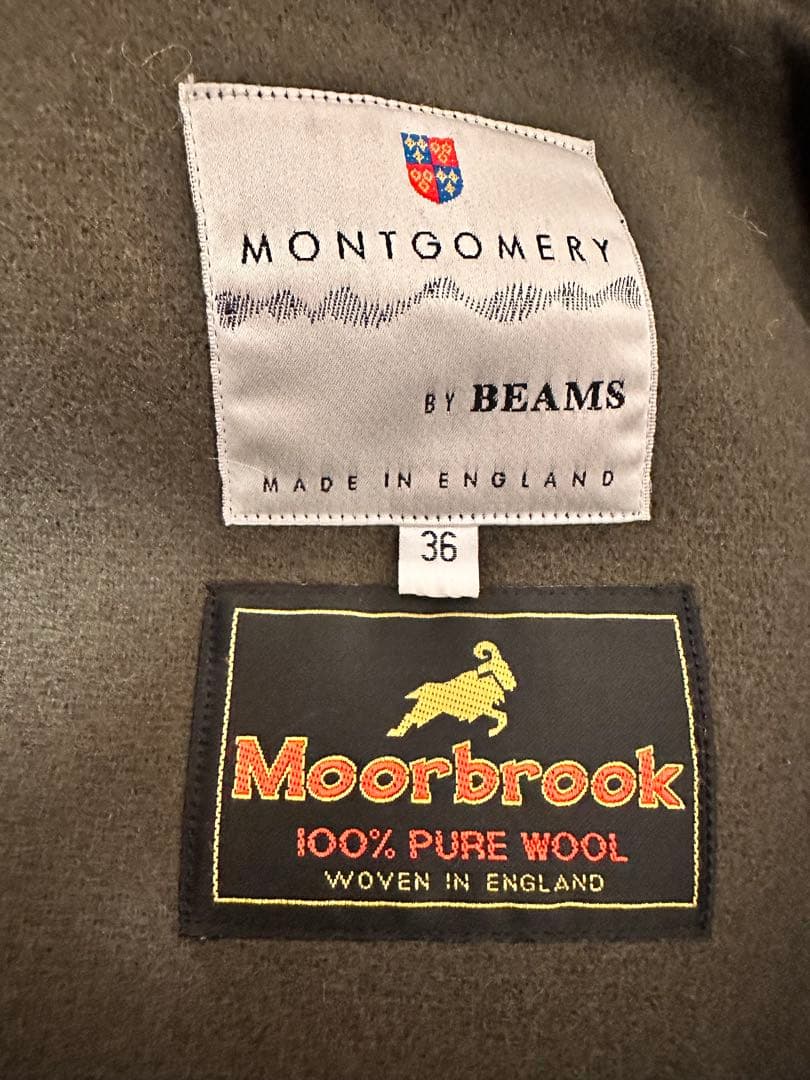 MONTGOMERY
BY BEAMS
MADE IN ENGLAND
36
Moorbrook
100% PURE WOOL
WOVEN IN ENGLAND